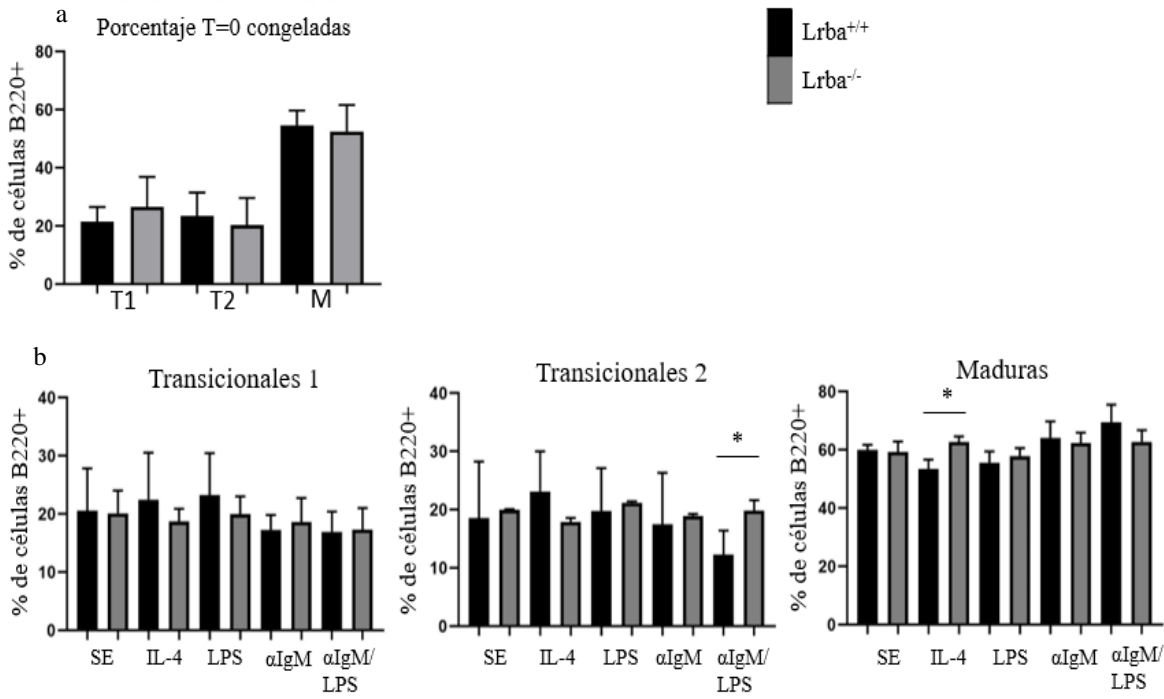 a
Porcentaje T=0 congeladas
% de células B220+
80
60
40
20
0
T1 T2 M
Lrba+/+
Lrba-/-
b
Transicionales 1
% de células B220+
40
30
20
10
0
SE IL-4 LPS αIgM αIgM/
LPS
Transicionales 2
% de células B220+
40
30
20
10
0
*
SE IL-4 LPS αIgM αIgM/
LPS
Maduras
% de células B220+
80
60
40
20
0
*
SE IL-4 LPS αIgM αIgM/
LPS